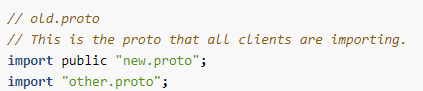 // old.proto
// This is the proto that all clients are importing.
import public "new.proto";
import "other.proto";